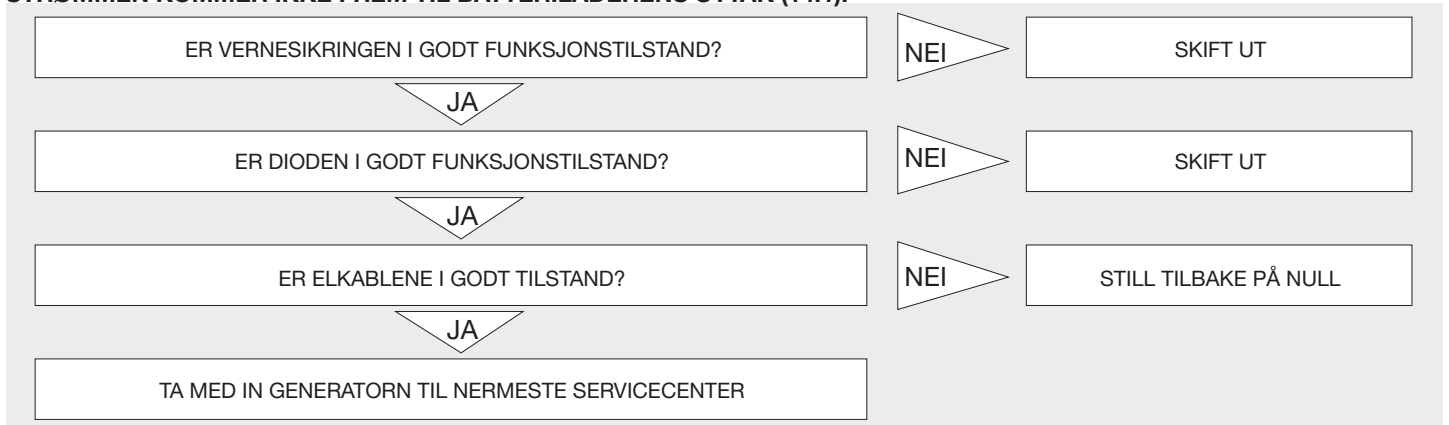 ER VERNESIKRINGEN I GODT FUNKSJONSTILSTAND?
NEI
SKIFT UT
JA
ER DIODEN I GODT FUNKSJONSTILSTAND?
NEI
SKIFT UT
JA
ER ELKABLENE I GODT TILSTAND?
NEI
STILL TILBAKE PÅ NULL
JA
TA MED IN GENERATORN TIL NERMESTE SERVICECENTER